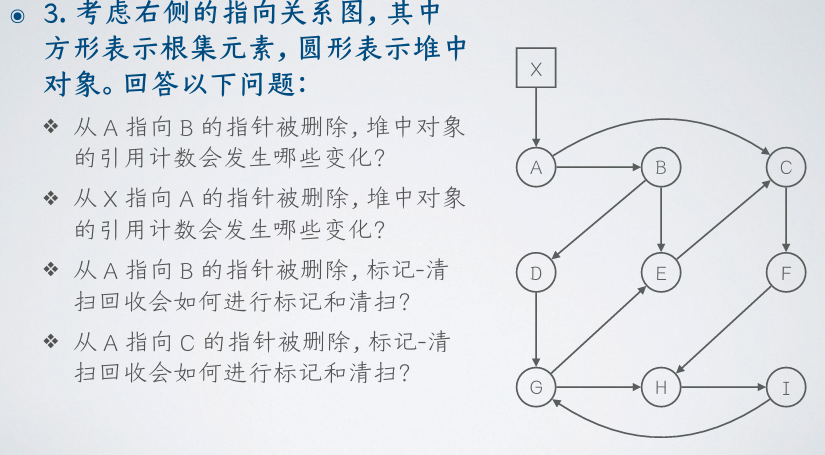 3. 考虑右侧的指向关系图, 其中
方形表示根集元素, 圆形表示堆中
对象。回答以下问题:
从 A 指向 B 的指针被删除, 堆中对象
的引用计数会发生哪些变化?
从 X 指向 A 的指针被删除, 堆中对象
的引用计数会发生哪些变化?
从 A 指向 B 的指针被删除, 标记-清
扫回收会如何进行标记和清扫?
从 A 指向 C 的指针被删除, 标记-清
扫回收会如何进行标记和清扫?
X
A B C
D E F
G H I